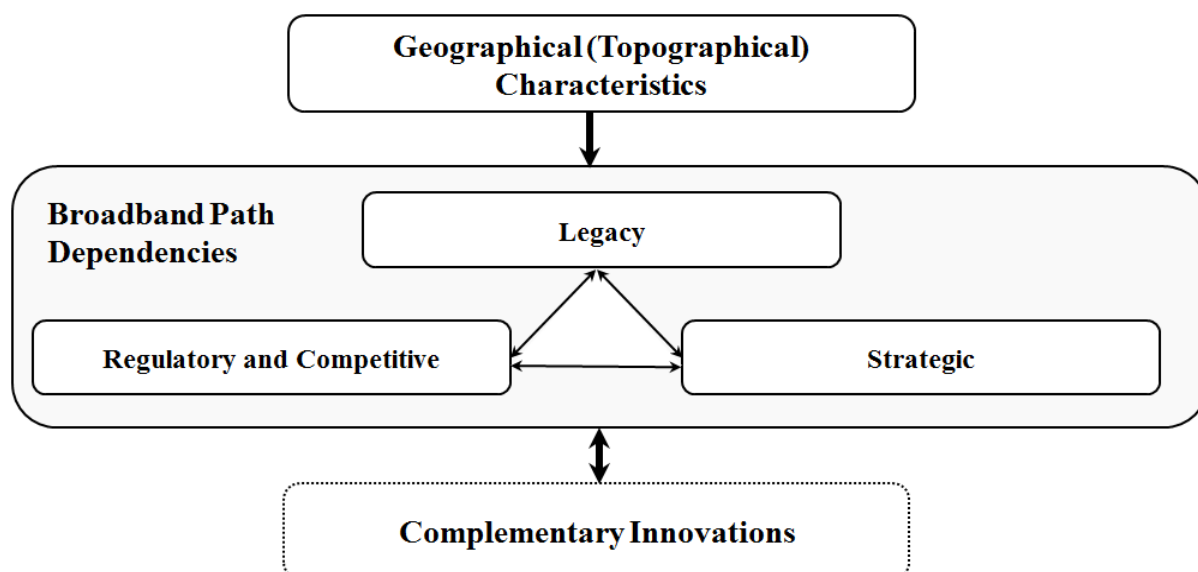 Geographical (Topographical)
Characteristics
Broadband Path
Dependencies
Legacy
Regulatory and Competitive
Strategic
Complementary Innovations